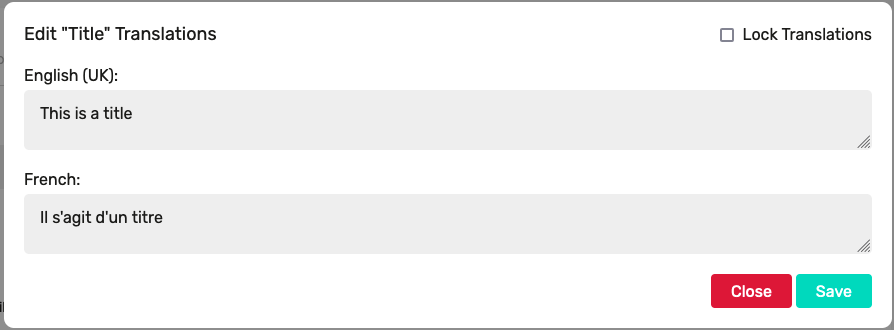 Edit "Title" Translations
Lock Translations
English (UK):
This is a title
French:
Il s'agit d'un titre
Close
Save